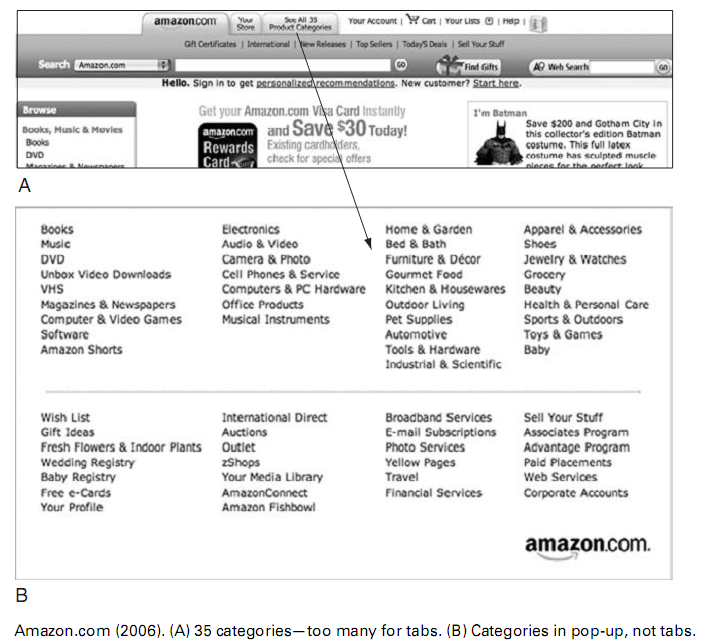 amazon.com
Your Store
See All 35 Product Categories
Your Account | Cart | Your Lists | Help |
Gift Certificates | International | New Releases | Top Sellers | Today'S Deals | Sell Your Stuff
Search Amazon.com GO Find Gifts A9 Web Search GO
Hello. Sign in to get personalized recommendations. New customer? Start here.
Browse
Books, Music & Movies
Books
DVD
Magazines & Newspapers
Get your Amazon.com Visa Card Instantly
and Save $30 Today!
Existing cardholders,
check for special offers
amazon.com
Rewards
Card
I'm Batman
Save $200 and Gotham City in
this collector's edition Batman
costume. This full latex
costume has sculpted muscle
pieces for the perfect look
A
Books
Music
DVD
Unbox Video Downloads
VHS
Magazines & Newspapers
Computer & Video Games
Software
Amazon Shorts
Electronics
Audio & Video
Camera & Photo
Cell Phones & Service
Computers & PC Hardware
Office Products
Musical Instruments
Home & Garden
Bed & Bath
Furniture & Décor
Gourmet Food
Kitchen & Housewares
Outdoor Living
Pet Supplies
Automotive
Tools & Hardware
Industrial & Scientific
Apparel & Accessories
Shoes
Jewelry & Watches
Grocery
Beauty
Health & Personal Care
Sports & Outdoors
Toys & Games
Baby
Wish List
Gift Ideas
Fresh Flowers & Indoor Plants
Wedding Registry
Baby Registry
Free e-Cards
Your Profile
International Direct
Auctions
Outlet
zShops
Your Media Library
AmazonConnect
Amazon Fishbowl
Broadband Services
E-mail Subscriptions
Photo Services
Yellow Pages
Travel
Financial Services
Sell Your Stuff
Associates Program
Advantage Program
Paid Placements
Web Services
Corporate Accounts
amazon.com.
B
Amazon.com (2006). (A) 35 categories—too many for tabs. (B) Categories in pop-up, not tabs.